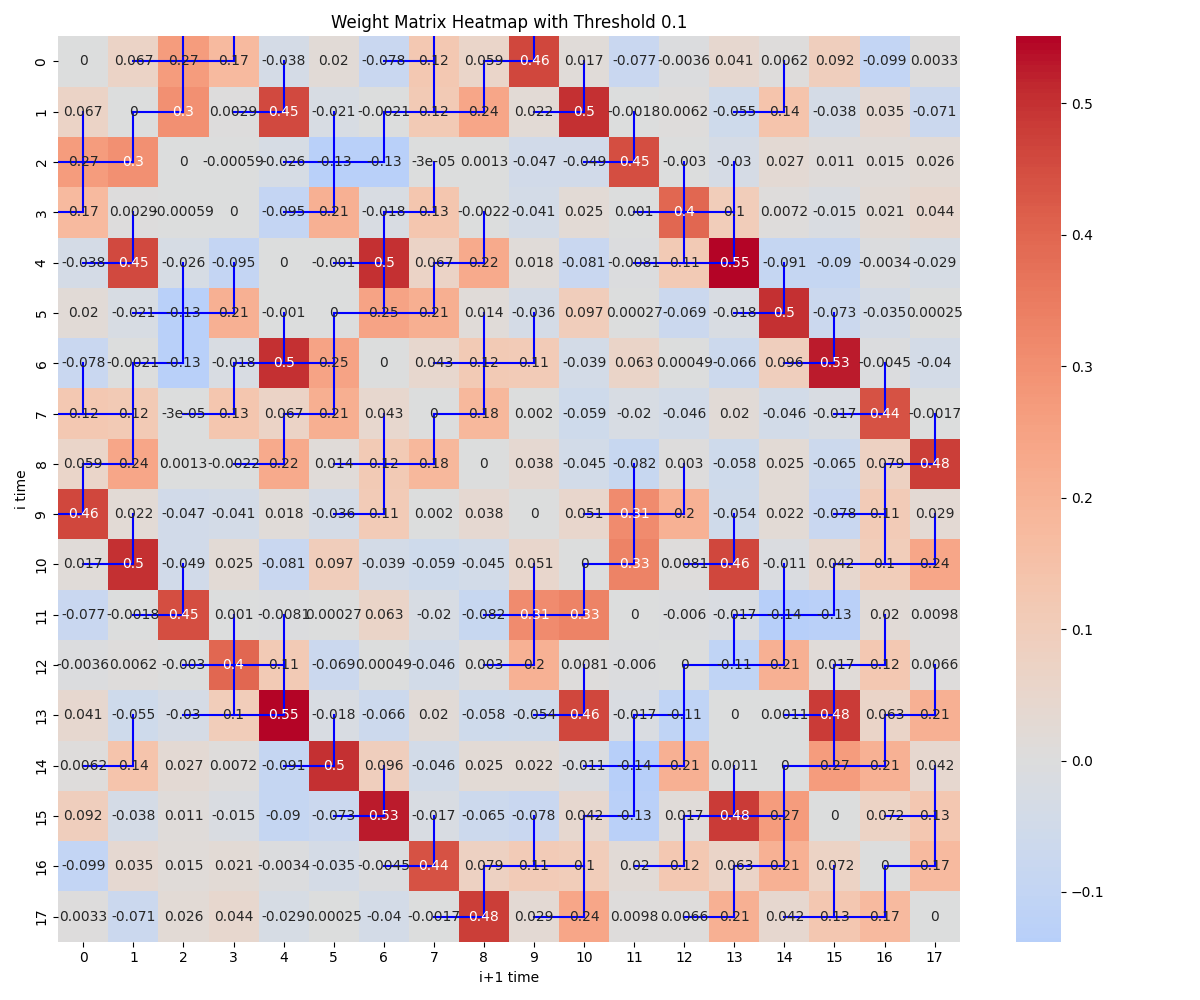 Weight Matrix Heatmap with Threshold 0.1
0 0 0.067 0.27 0.17 -0.038 0.02 -0.078 0.12 0.059 0.46 0.017 -0.077 -0.0036 0.041 0.0062 0.092 -0.099 0.0033
1 0.067 0 0.3 0.0029 0.45 -0.021 -0.0021 0.12 0.24 0.022 0.5 -0.0018 0.0062 -0.055 0.14 -0.038 0.035 -0.071
2 0.27 0.3 0 -0.00059 -0.026 -0.13 -0.13 -3e-05 0.0013 -0.047 -0.049 0.45 -0.003 -0.03 0.027 0.011 0.015 0.026
3 0.17 0.0029 -0.00059 0 -0.095 0.21 -0.018 0.13 -0.0022 -0.041 0.025 0.001 0.4 0.1 0.0072 -0.015 0.021 0.044
4 -0.038 0.45 -0.026 -0.095 0 -0.001 0.5 0.067 0.22 0.018 -0.081 -0.0081 0.11 0.55 -0.091 -0.09 -0.0034 -0.029
5 0.02 -0.021 -0.13 0.21 -0.001 0 0.25 0.21 0.014 -0.036 0.097 0.00027 -0.069 -0.018 0.5 -0.073 -0.035 0.00025
6 -0.078 -0.0021 -0.13 -0.018 0.5 0.25 0 0.043 0.12 0.11 -0.039 0.063 0.00049 -0.066 0.096 0.53 -0.0045 -0.04
7 0.12 0.12 -3e-05 0.13 0.067 0.21 0.043 0 0.18 0.002 -0.059 -0.02 -0.046 0.02 -0.046 -0.017 0.44 -0.0017
8 0.059 0.24 0.0013 -0.0022 0.22 0.014 0.12 0.18 0 0.038 -0.045 -0.082 0.003 -0.058 0.025 -0.065 0.079 0.48
9 0.46 0.022 -0.047 -0.041 0.018 -0.036 0.11 0.002 0.038 0 0.051 0.31 0.2 -0.054 0.022 -0.078 0.11 0.029
10 0.017 0.5 -0.049 0.025 -0.081 0.097 -0.039 -0.059 -0.045 0.051 0 0.33 0.0081 0.46 -0.011 0.042 0.1 0.24
11 -0.077 -0.0018 0.45 0.001 -0.0081 0.00027 0.063 -0.02 -0.082 0.31 0.33 0 -0.006 -0.017 -0.14 -0.13 0.02 0.0098
12 -0.0036 0.0062 -0.003 0.4 0.11 -0.069 0.00049 -0.046 0.003 0.2 0.0081 -0.006 0 -0.11 0.21 0.017 0.12 0.0066
13 0.041 -0.055 -0.03 0.1 0.55 -0.018 -0.066 0.02 -0.058 -0.054 0.46 -0.017 -0.11 0 0.0011 0.48 0.063 0.21
14 0.0062 0.14 0.027 0.0072 -0.091 0.5 0.096 -0.046 0.025 0.022 -0.011 -0.14 0.21 0.0011 0 0.27 0.21 0.042
15 0.092 -0.038 0.011 -0.015 -0.09 -0.073 0.53 -0.017 -0.065 -0.078 0.042 -0.13 0.017 0.48 0.27 0 0.072 0.13
16 -0.099 0.035 0.015 0.021 -0.0034 -0.035 -0.0045 0.44 0.079 0.11 0.1 0.02 0.12 0.063 0.21 0.072 0 0.17
17 0.0033 -0.071 0.026 0.044 -0.029 0.00025 -0.04 -0.0017 0.48 0.029 0.24 0.0098 0.0066 0.21 0.042 0.13 0.17 0
0 1 2 3 4 5 6 7 8 9 10 11 12 13 14 15 16 17
i+1 time
i time
0.5
0.4
0.3
0.2
0.1
0.0
−0.1